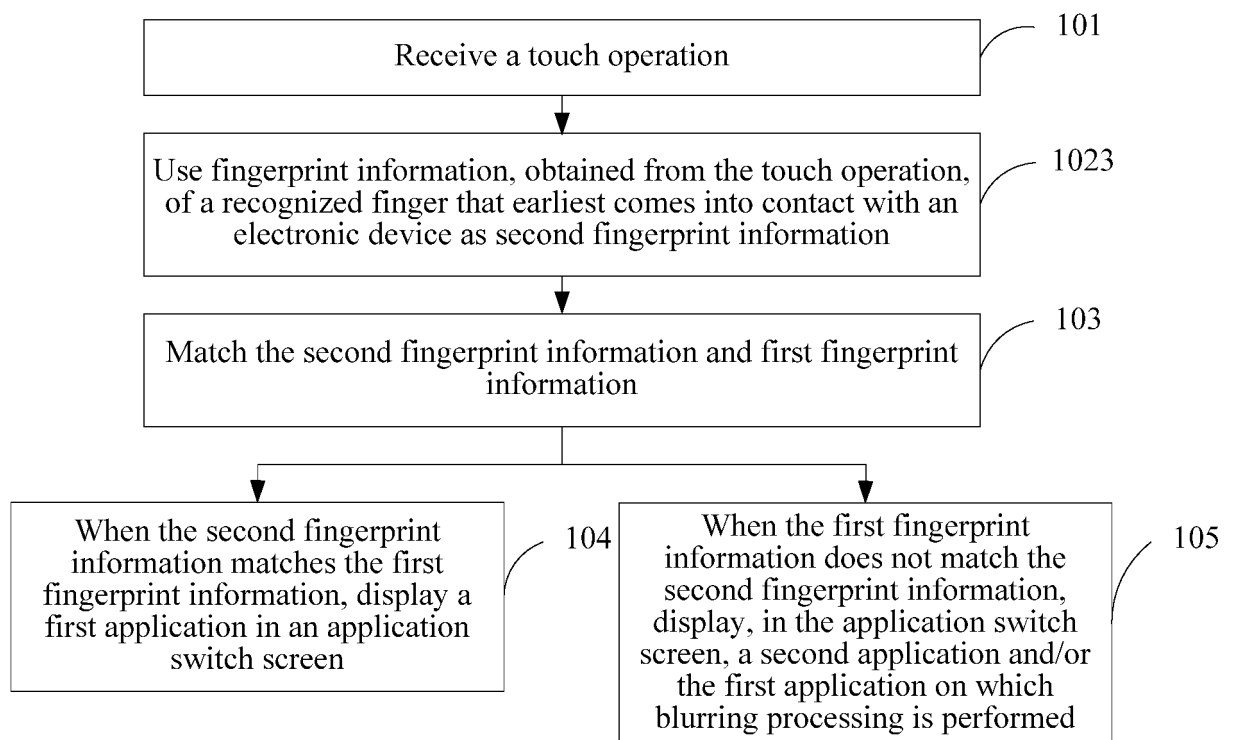 101
Receive a touch operation
1023
Use fingerprint information, obtained from the touch operation,
of a recognized finger that earliest comes into contact with an
electronic device as second fingerprint information
103
Match the second fingerprint information and first fingerprint
information
When the second fingerprint
information matches the first
fingerprint information, display a
first application in an application
switch screen
104
When the first fingerprint
information does not match the
second fingerprint information,
display, in the application switch
screen, a second application and/or
the first application on which
blurring processing is performed
105